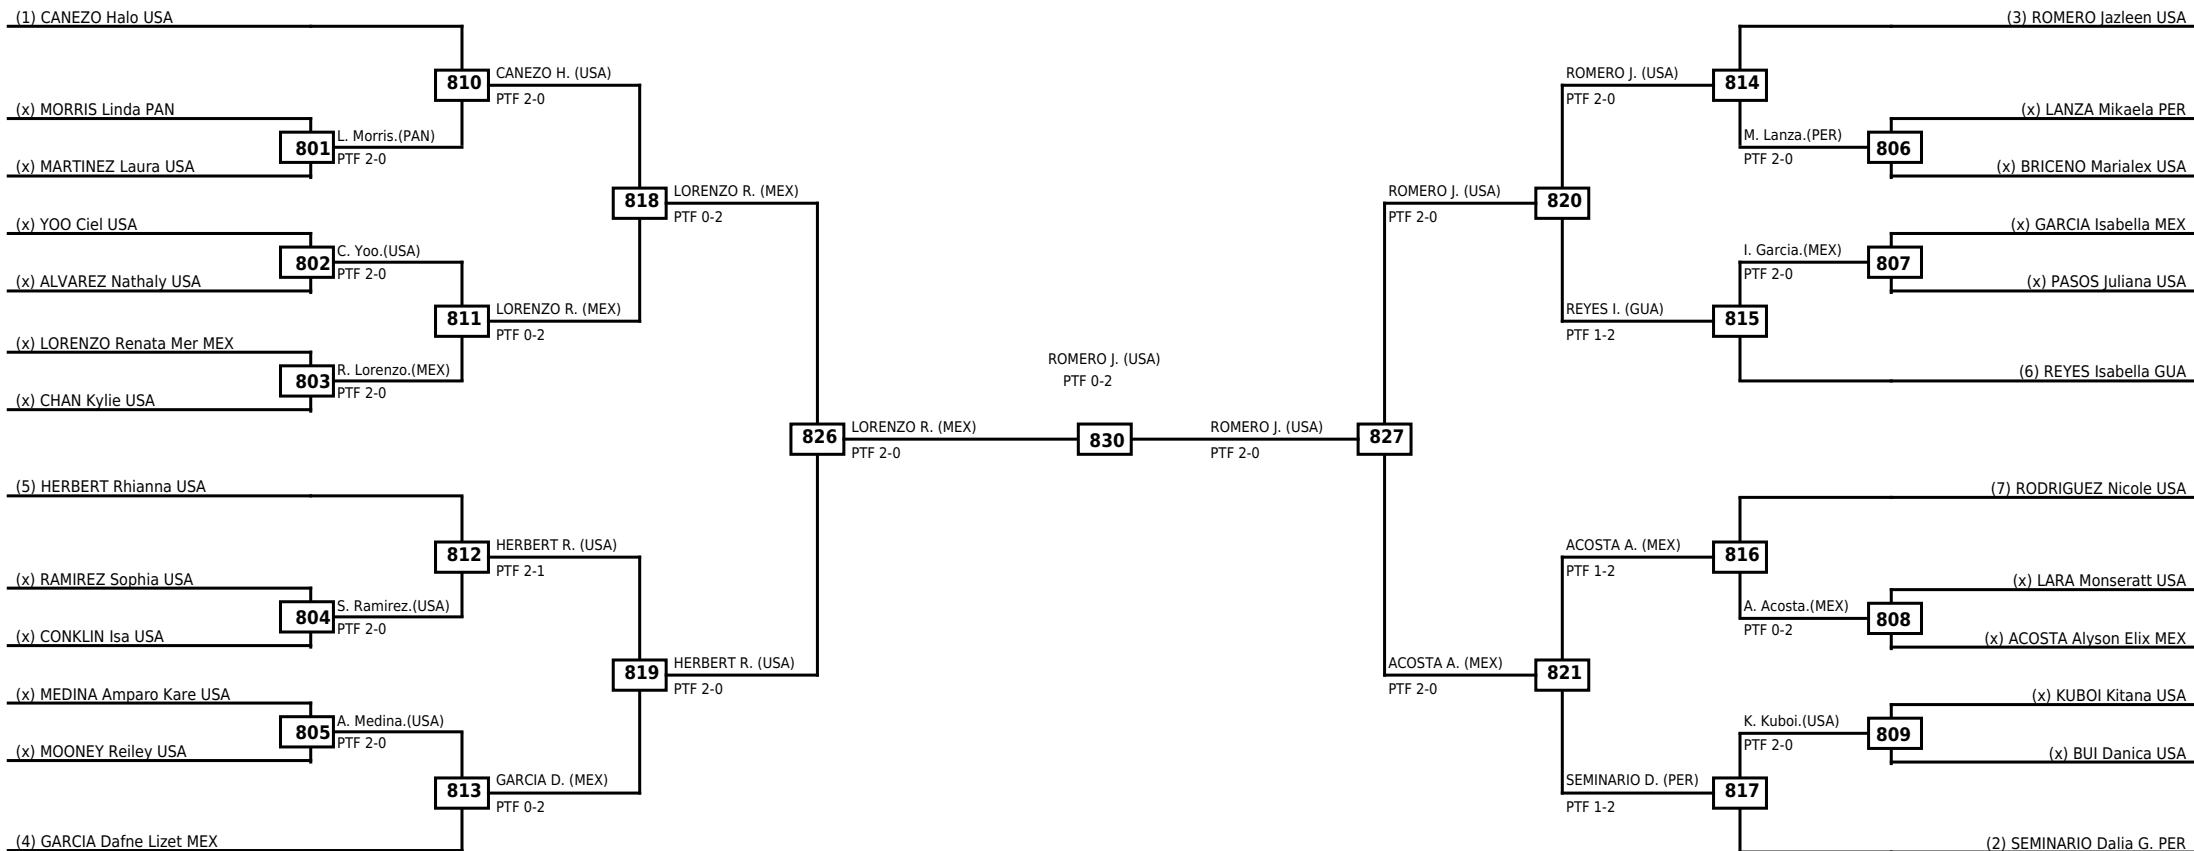 (1) CANEZO Halo USA
810
CANEZO H. (USA)
PTF 2-0
(x) MORRIS Linda PAN
801
L. Morris.(PAN)
PTF 2-0
(x) MARTINEZ Laura USA
818
LORENZO R. (MEX)
PTF 0-2
(x) YOO Ciel USA
802
C. Yoo.(USA)
PTF 2-0
(x) ALVAREZ Nathaly USA
811
LORENZO R. (MEX)
PTF 0-2
(x) LORENZO Renata Mer MEX
803
R. Lorenzo.(MEX)
PTF 2-0
(x) CHAN Kylie USA
826
LORENZO R. (MEX)
PTF 2-0
(5) HERBERT Rhianna USA
812
HERBERT R. (USA)
PTF 2-1
(x) RAMIREZ Sophia USA
804
S. Ramirez.(USA)
PTF 2-0
(x) CONKLIN Isa USA
819
HERBERT R. (USA)
PTF 2-0
(x) MEDINA Amparo Kare USA
805
A. Medina.(USA)
PTF 2-0
(x) MOONEY Reiley USA
813
GARCIA D. (MEX)
PTF 0-2
(4) GARCIA Dafne Lizet MEX
ROMERO J. (USA)
PTF 0-2
830
(3) ROMERO Jazleen USA
ROMERO J. (USA)
PTF 2-0
814
(x) LANZA Mikaela PER
M. Lanza.(PER)
PTF 2-0
806
(x) BRICENO Marialex USA
ROMERO J. (USA)
PTF 2-0
820
(x) GARCIA Isabella MEX
I. Garcia.(MEX)
PTF 2-0
807
(x) PASOS Juliana USA
REYES I. (GUA)
PTF 1-2
815
(6) REYES Isabella GUA
ROMERO J. (USA)
PTF 2-0
827
(7) RODRIGUEZ Nicole USA
ACOSTA A. (MEX)
PTF 1-2
816
(x) LARA Monseratt USA
A. Acosta.(MEX)
PTF 0-2
808
(x) ACOSTA Alyson Elix MEX
ACOSTA A. (MEX)
PTF 2-0
821
(x) KUBOI Kitana USA
K. Kuboi.(USA)
PTF 2-0
809
(x) BUI Danica USA
SEMINARIO D. (PER)
PTF 1-2
817
(2) SEMINARIO Dalia G. PER